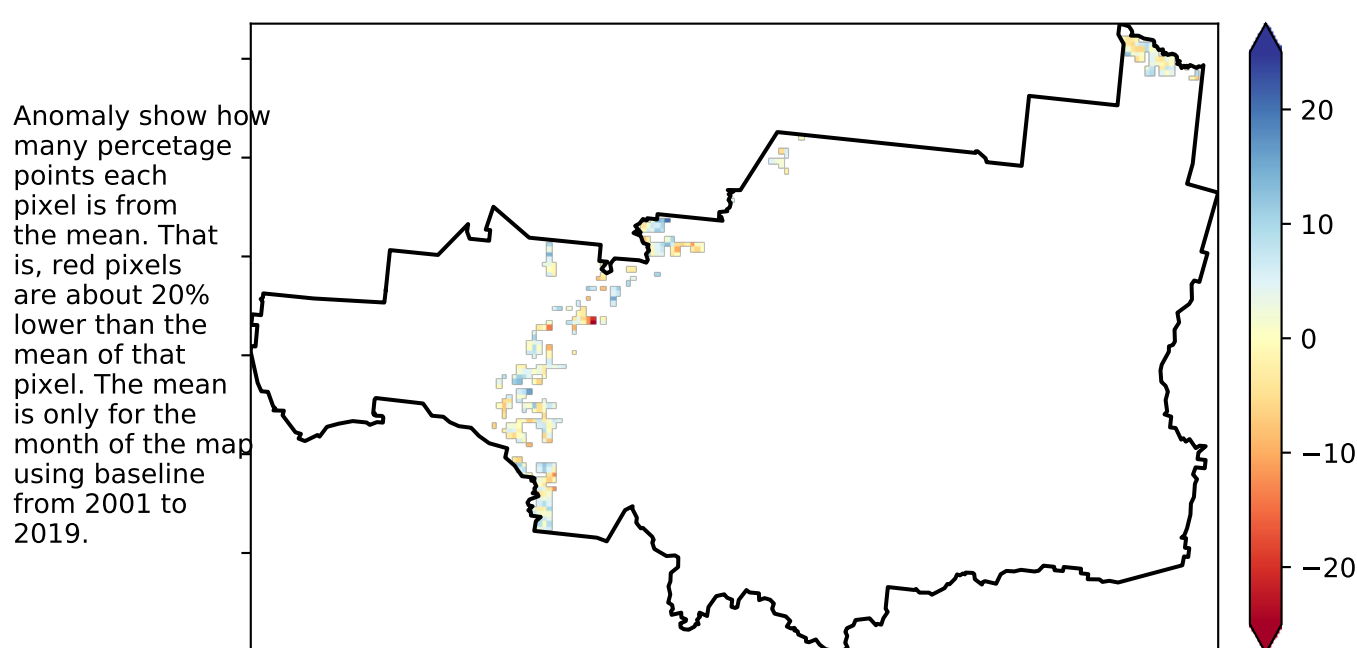 Anomaly show how
many percetage
points each
pixel is from
the mean. That
is, red pixels
are about 20%
lower than the
mean of that
pixel. The mean
is only for the
month of the map
using baseline
from 2001 to
2019.
20
10
0
−10
−20